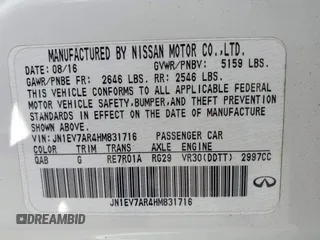 MANUFACTURED BY NISSAN MOTOR CO.,LTD.
DATE: 08/16 GVWR/PNBV: 5159 LBS.
GAWR/PNBE FR: 2646 LBS. RR: 2546 LBS.
THIS VEHICLE CONFORMS TO ALL APPLICABLE FEDERAL
MOTOR VEHICLE SAFETY,BUMPER,AND THEFT PREVENTION
STANDARDS IN EFFECT ON THE DATE OF MANUFACTURE
SHOWN ABOVE.
VIN: JN1EV7AR4HM831716 PASSENGER CAR
COLOR TRIM TRANS AXLE ENGINE
QAB G RE7R01A RG29 VR30(DDTT) 2997CC
JN1EV7AR4HM831716
© RIDEMBID